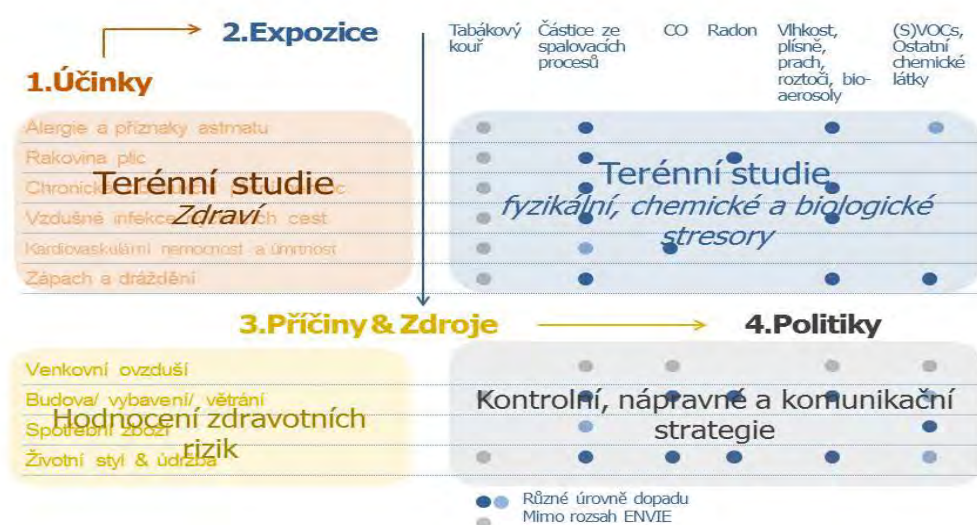 2.Expozice
1.Účinky
Tabákový
kouř
Částice ze
spalovacích
procesů
CO
Radon
Vlhkost,
plísně,
prach,
roztoči, bio-
aerosoly
(S)VOCs,
Ostatní
chemické
látky
Alergie a příznaky astmatu
Rakovina plic
Chronická
Vzdušné infekce
Kardiovaskulární nemocnost a úmrtnost
Zápach a dráždění
Terénní studie
Zdraví
Terénní studie
fyzikální, chemické a biologické
stresory
3.Příčiny & Zdroje
4.Politiky
Venkovní ovzduší
Budova/ vybavení/ větrání
Spotřební zboží
Životní styl & údržba
Hodnocení zdravotních
rizik
Kontrolní, nápravné a komunikační
strategie
Různé úrovně dopadu
Mimo rozsah ENVIE